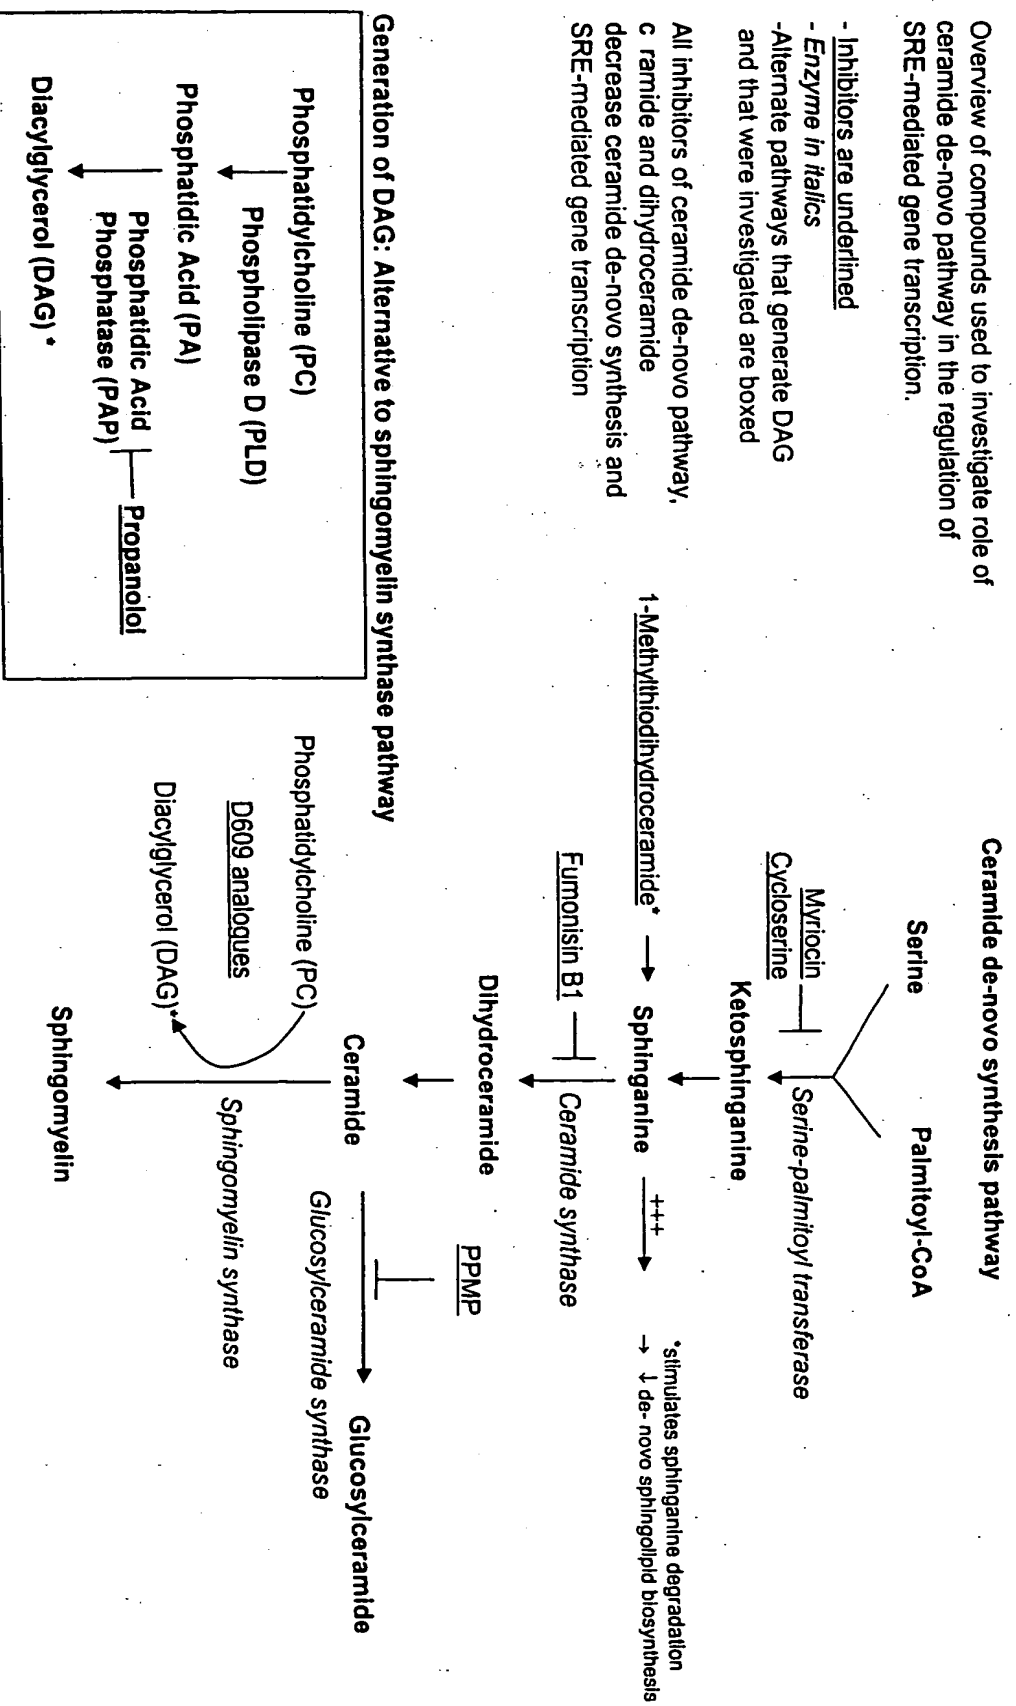 Overview of compounds used to investigate role of
ceramide de-novo pathway in the regulation of
SRE-mediated gene transcription.
- Inhibitors are underlined
- Enzyme in italics
-Alternate pathways that generate DAG
and that were investigated are boxed
All inhibitors of ceramide de-novo pathway,
c ramide and dihydroceramide
decrease ceramide de-novo synthesis and
SRE-mediated gene transcription
Ceramide de-novo synthesis pathway
Serine
Palmitoyl-CoA
Myriocin
Cycloserine
Serine-palmitoyl transferase
Ketosphinganine
1-Methylthiodihydroceramide*
Sphinganine
+++
*stimulates sphinganine degradation
→ ↓ de- novo sphingolipid biosynthesis
Fumonisin B1
Ceramide synthase
Dihydroceramide
PPMP
Ceramide
Glucosylceramide
Glucosylceramide synthase
Phosphatidylcholine (PC)
D609 analogues
Diacylglycerol (DAG)*
Sphingomyelin synthase
Sphingomyelin
Generation of DAG: Alternative to sphingomyelin synthase pathway
Phosphatidylcholine (PC)
Phospholipase D (PLD)
Phosphatidic Acid (PA)
Phosphatidic Acid
Phosphatase (PAP)
Propanolol
Diacylglycerol (DAG)*